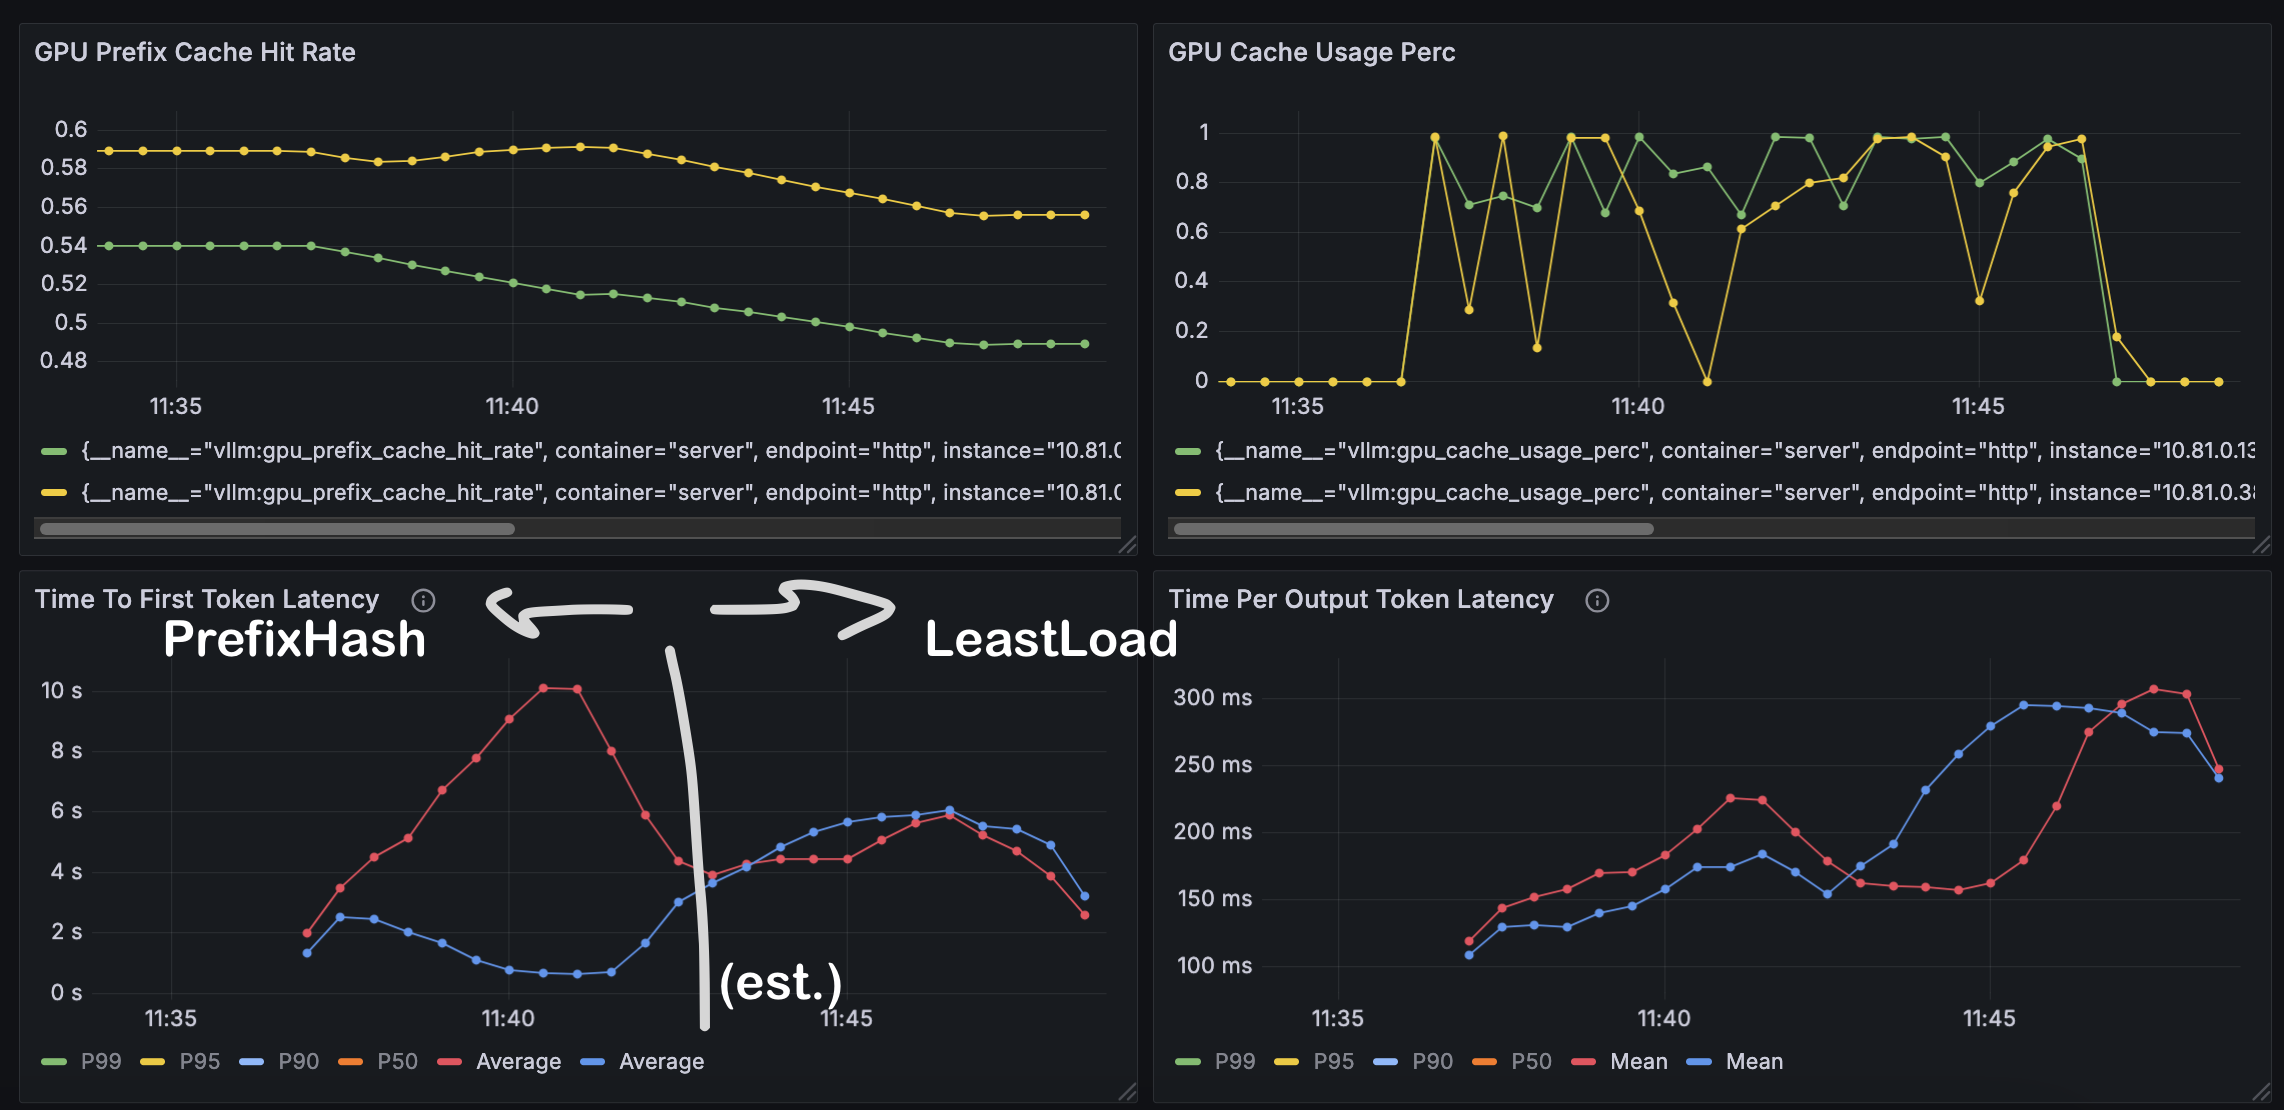 GPU Prefix Cache Hit Rate
0.6
0.58
0.56
0.54
0.52
0.5
0.48
11:35 11:40 11:45
{__name__="vllm:gpu_prefix_cache_hit_rate", container="server", endpoint="http", instance="10.81.0
{__name__="vllm:gpu_prefix_cache_hit_rate", container="server", endpoint="http", instance="10.81.0
GPU Cache Usage Perc
1
0.8
0.6
0.4
0.2
0
11:35 11:40 11:45
{__name__="vllm:gpu_cache_usage_perc", container="server", endpoint="http", instance="10.81.0.13
{__name__="vllm:gpu_cache_usage_perc", container="server", endpoint="http", instance="10.81.0.38
Time To First Token Latency
PrefixHash
LeastLoad
10 s
8 s
6 s
4 s
2 s
0 s
(est.)
11:35 11:40 11:45
P99 P95 P90 P50 Average Average
Time Per Output Token Latency
300 ms
250 ms
200 ms
150 ms
100 ms
11:35 11:40 11:45
P99 P95 P90 P50 Mean Mean